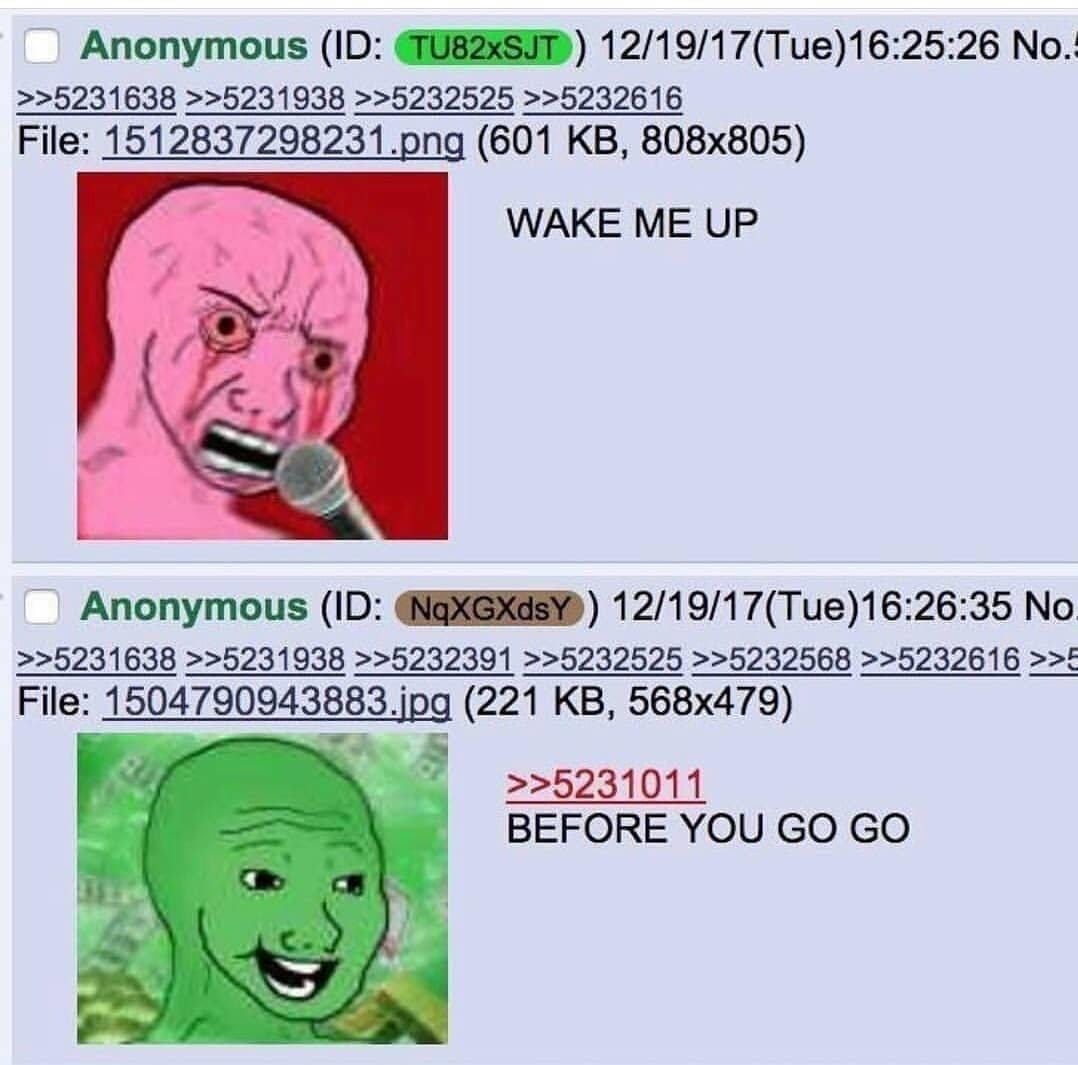 Anonymous (ID: TU82xSJT) 12/19/17(Tue)16:25:26 No.
>>5231638 >>5231938 >>5232525 >>5232616
File: 1512837298231.png (601 KB, 808x805)
WAKE ME UP
Anonymous (ID: NqXGXdsY) 12/19/17(Tue)16:26:35 No.
>>5231638 >>5231938 >>5232391 >>5232525 >>5232568 >>5232616 >>5
File: 1504790943883.jpg (221 KB, 568x479)
>>5231011
BEFORE YOU GO GO